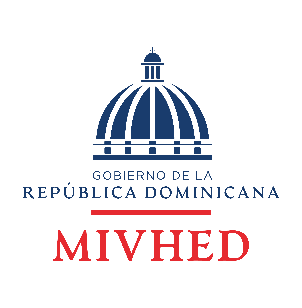 GOBIERNO DE LA
REPÚBLICA DOMINICANA
MIVHED